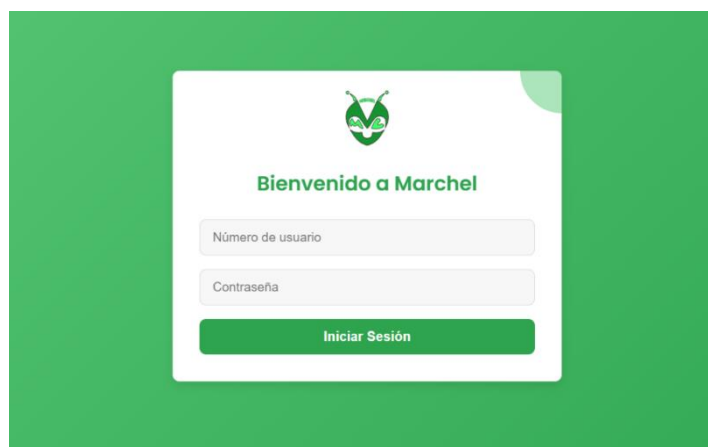 Bienvenido a Marchel
Número de usuario
Contraseña
Iniciar Sesión